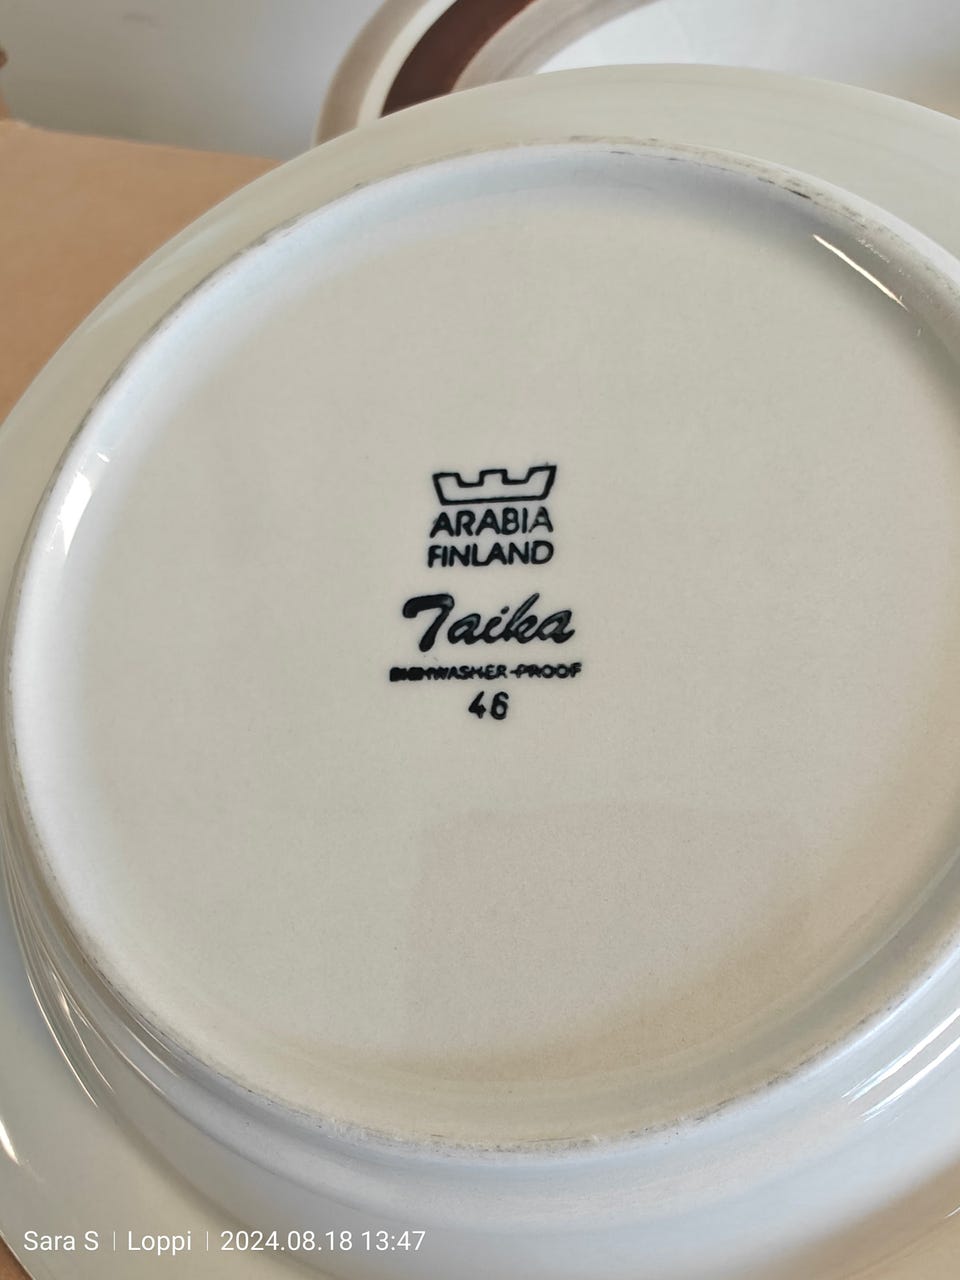 ARABIA
FINLAND
Taika
DISHWASHER-PROOF
46
Sara S | Loppi | 2024.08.18 13:47